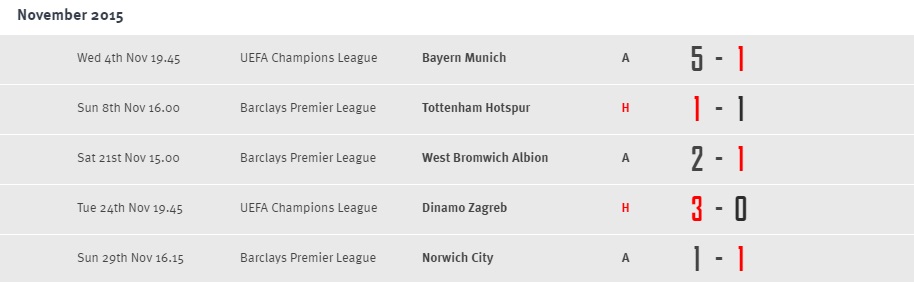 November 2015
Wed 4th Nov 19.45 UEFA Champions League Bayern Munich A 5 - 1
Sun 8th Nov 16.00 Barclays Premier League Tottenham Hotspur H 1 - 1
Sat 21st Nov 15.00 Barclays Premier League West Bromwich Albion A 2 - 1
Tue 24th Nov 19.45 UEFA Champions League Dinamo Zagreb H 3 - 0
Sun 29th Nov 16.15 Barclays Premier League Norwich City A 1 - 1